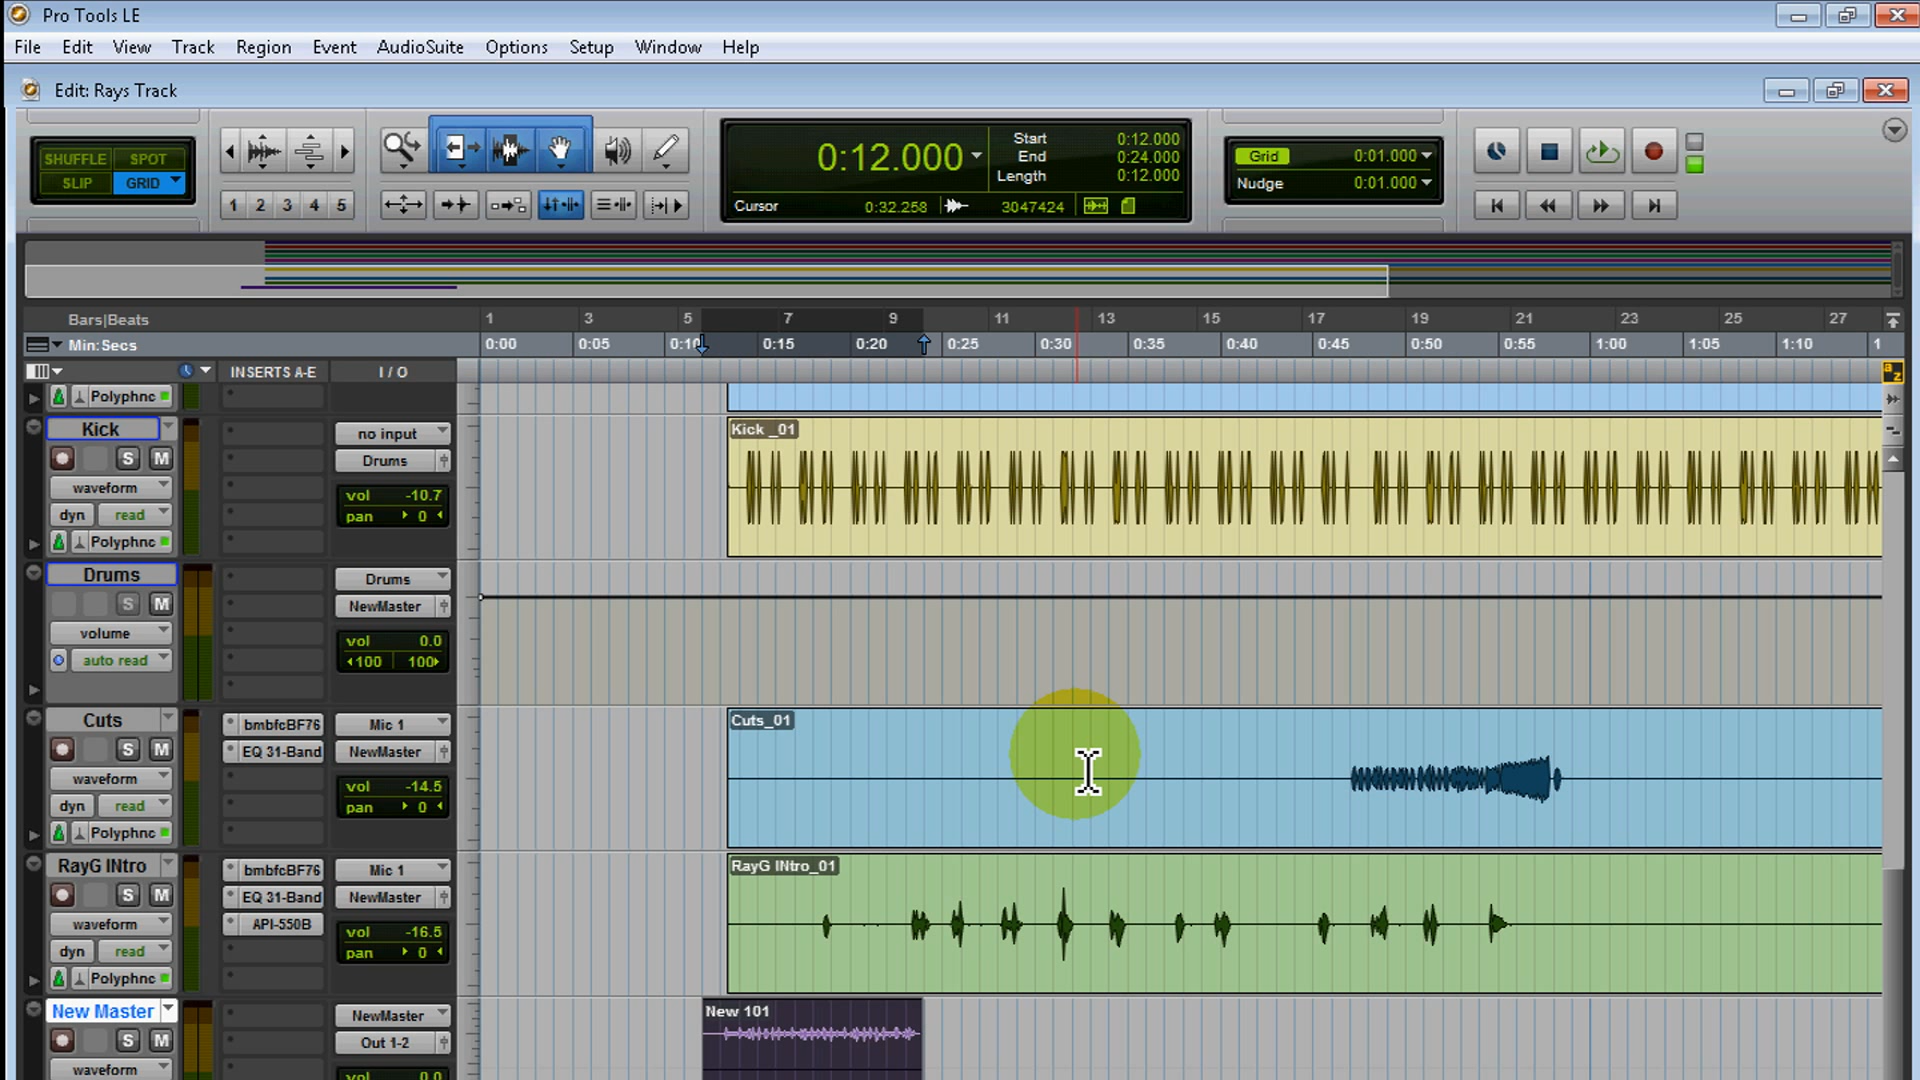 Pro Tools LE
File Edit View Track Region Event AudioSuite Options Setup Window Help
Edit: Rays Track
SHUFFLE SPOT
SLIP GRID
1 2 3 4 5
0:12.000
Start 0:12.000
End 0:24.000
Length 0:12.000
Cursor 0:32.258 3047424
Grid 0:01.000
Nudge 0:01.000
Bars|Beats 1 3 5 7 9 11 13 15 17 19 21 23 25 27
Min:Secs 0:00 0:05 0:10 0:15 0:20 0:25 0:30 0:35 0:40 0:45 0:50 0:55 1:00 1:05 1:10 1
INSERTS A-E I / O
a z
Polyphnc
Kick
S M
waveform
dyn read
Polyphnc
no input
Drums
vol -10.7
pan 0
Kick _01
Drums
S M
volume
auto read
Drums
NewMaster
vol 0.0
100 100
Cuts
S M
waveform
dyn read
Polyphnc
bmbfcBF76
EQ 31-Band
Mic 1
NewMaster
vol -14.5
pan 0
Cuts_01
RayG INtro
S M
waveform
dyn read
Polyphnc
bmbfcBF76
EQ 31-Band
API-550B
Mic 1
NewMaster
vol -16.5
pan 0
RayG INtro_01
New Master
S M
waveform
NewMaster
Out 1-2
vol 0.0
New 101